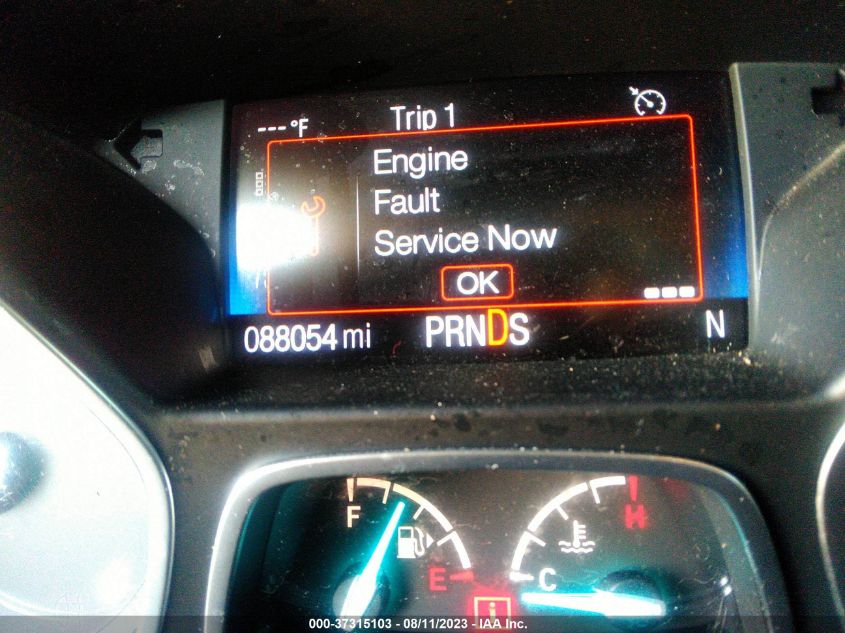 ---°F Trip 1
Engine
Fault
Service Now
OK
088054 mi PRNDS N
F
E
C
H
000-37315103 - 08/11/2023 - IAA Inc.